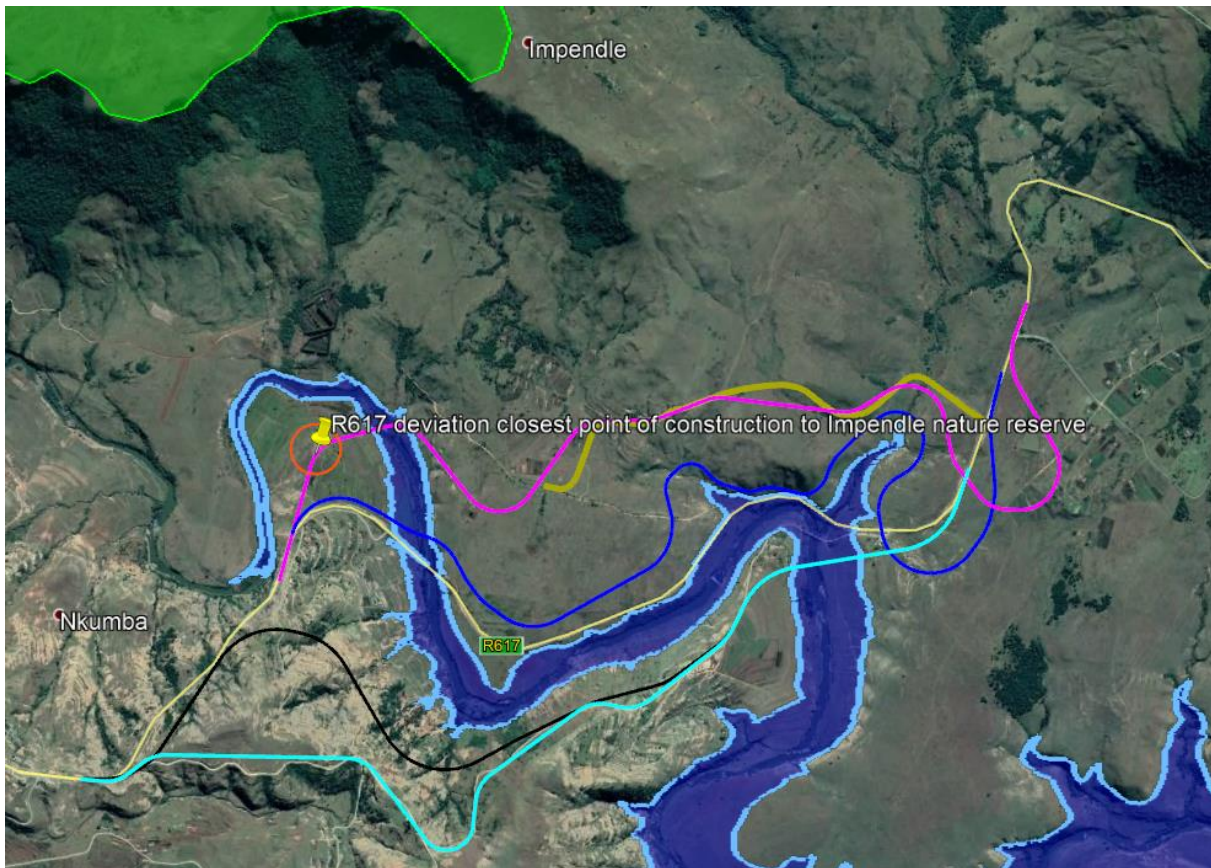 Impendle
R617 deviation closest point of construction to Impendle nature reserve
Nkumba
R617